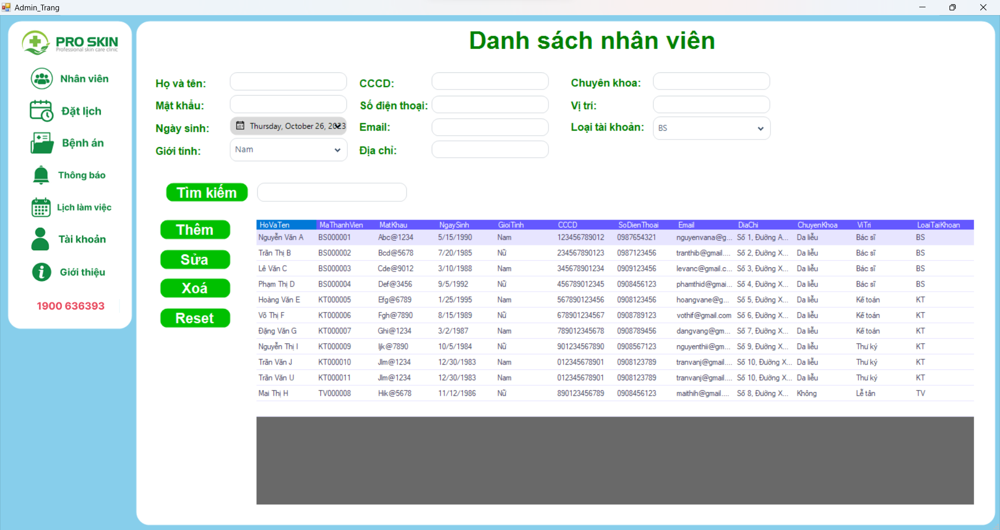 Admin_Trang
PRO SKIN
Professional skin care clinic
Nhân viên
Đặt lịch
Bệnh án
Thông báo
Lịch làm việc
Tài khoản
Giới thiệu
1900 636393
Danh sách nhân viên
Họ và tên: CCCD: Chuyên khoa:
Mật khẩu: Số điện thoại: Vị trí:
Ngày sinh: Thursday, October 26, 2023 Email: Loại tài khoản: BS
Giới tính: Nam Địa chỉ:
Tìm kiếm
Thêm
Sửa
Xoá
Reset
HoVaTen MaThanhVien MatKhau NgaySinh GioiTinh CCCD SoDienThoai Email DiaChi ChuyenKhoa ViTri LoaiTaiKhoan
Nguyễn Văn A BS000001 Abc@1234 5/15/1990 Nam 123456789012 0987654321 nguyenvana@g... Số 1, Đường A... Da liễu Bác sĩ BS
Trần Thị B BS000002 Bcd@5678 7/20/1985 Nữ 234567890123 0987123456 tranthib@gmail.... Số 2, Đường X... Da liễu Bác sĩ BS
Lê Văn C BS000003 Cde@9012 3/10/1988 Nam 345678901234 0909123456 levanc@gmail.c... Số 3, Đường X... Da liễu Bác sĩ BS
Phạm Thị D BS000004 Def@3456 9/5/1992 Nữ 456789012345 0908456123 phamthid@gmai... Số 4, Đường X... Da liễu Bác sĩ BS
Hoàng Văn E KT000005 Efg@6789 1/25/1995 Nam 567890123456 0908123456 hoangvane@g... Số 5, Đường X... Da liễu Kế toán KT
Võ Thị F KT000006 Fgh@7890 8/15/1989 Nữ 678901234567 0908789123 vothif@gmail.com Số 6, Đường X... Da liễu Kế toán KT
Đặng Văn G KT000007 Ghi@1234 3/2/1987 Nam 789012345678 0908789456 dangvang@gm... Số 7, Đường X... Da liễu Kế toán KT
Nguyễn Thị I KT000009 Ijk@7890 10/5/1984 Nữ 901234567890 0908567123 nguyenthii@gm... Số 9, Đường X... Da liễu Thư ký KT
Trần Văn J KT000010 Jlm@1234 12/30/1983 Nam 012345678901 0908123789 tranvanj@gmail.... Số 10, Đường X... Da liễu Thư ký KT
Trần Văn U KT000011 Jlm@1234 12/30/1983 Nam 012345678901 0908123789 tranvanj@gmail.... Số 10, Đường X... Da liễu Thư ký KT
Mai Thị H TV000008 Hik@5678 11/12/1986 Nữ 890123456789 0908456123 maithih@gmail.... Số 8, Đường X... Không Lễ tân TV